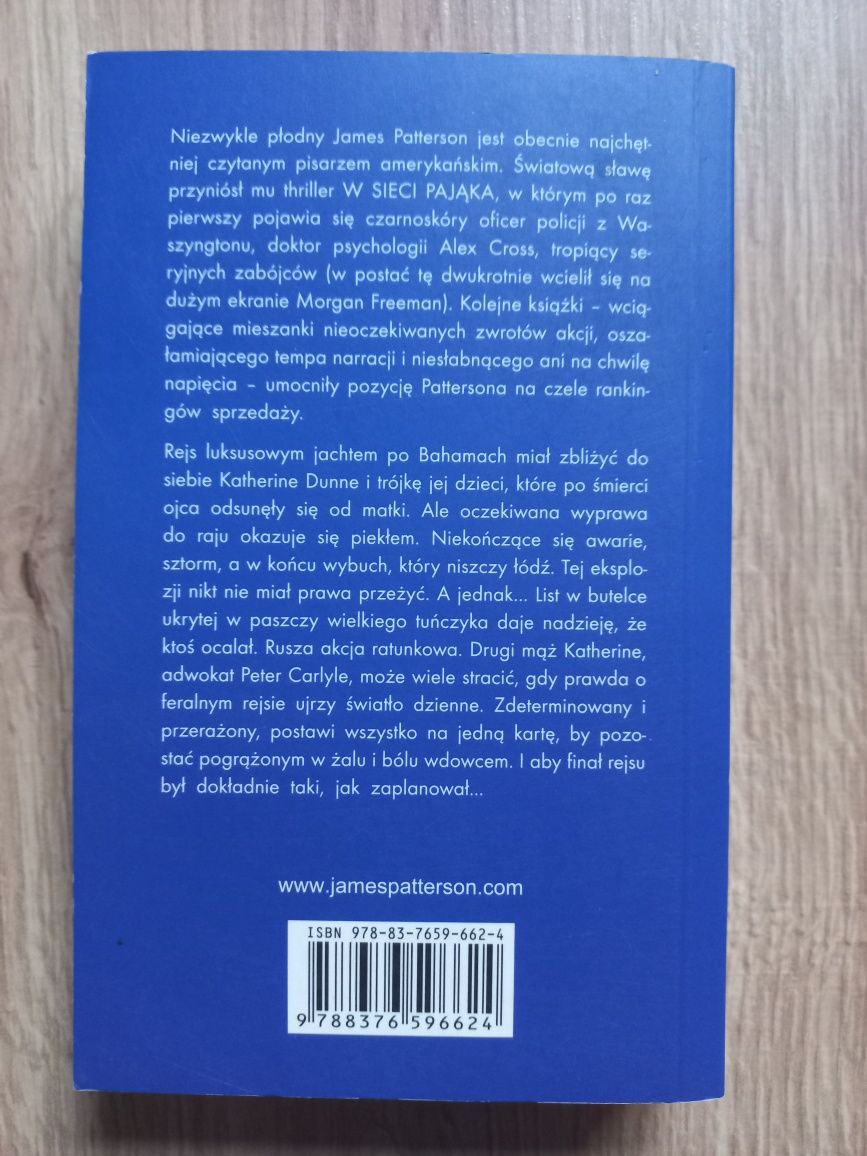 Niezwykle płodny James Patterson jest obecnie najchęt-
niej czytanym pisarzem amerykańskim. Światową sławę
przyniósł mu thriller W SIECI PAJĄKA, w którym po raz
pierwszy pojawia się czarnoskóry oficer policji z Wa-
szyngtonu, doktor psychologii Alex Cross, tropiący se-
ryjnych zabójców (w postać tę dwukrotnie wcielił się na
dużym ekranie Morgan Freeman). Kolejne książki – wcią-
gające mieszanki nieoczekiwanych zwrotów akcji, osza-
łamiającego tempa narracji i niesłabnącego ani na chwilę
napięcia – umocniły pozycję Pattersona na czele rankin-
gów sprzedaży.
Rejs luksusowym jachtem po Bahamach miał zbliżyć do
siebie Katherine Dunne i trójkę jej dzieci, które po śmierci
ojca odsunęły się od matki. Ale oczekiwana wyprawa
do raju okazuje się piekłem. Niekończące się awarie,
sztorm, a w końcu wybuch, który niszczy łódź. Tej eksplo-
zji nikt nie miał prawa przeżyć. A jednak... List w butelce
ukrytej w paszczy wielkiego tuńczyka daje nadzieję, że
ktoś ocalał. Rusza akcja ratunkowa. Drugi mąż Katherine,
adwokat Peter Carlyle, może wiele stracić, gdy prawda o
feralnym rejsie ujrzy światło dzienne. Zdeterminowany i
przerażony, postawi wszystko na jedną kartę, by pozo-
stać pogrążonym w żalu i bólu wdowcem. I aby finał rejsu
był dokładnie taki, jak zaplanował...
www.jamespatterson.com
ISBN 978-83-7659-662-4
9 788376 596624